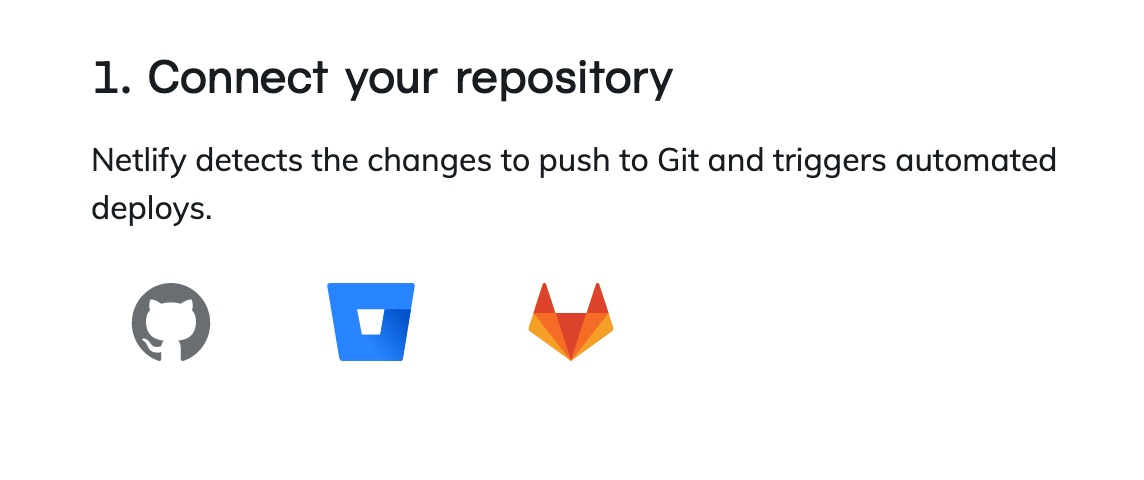 1. Connect your repository
Netlify detects the changes to push to Git and triggers automated
deploys.